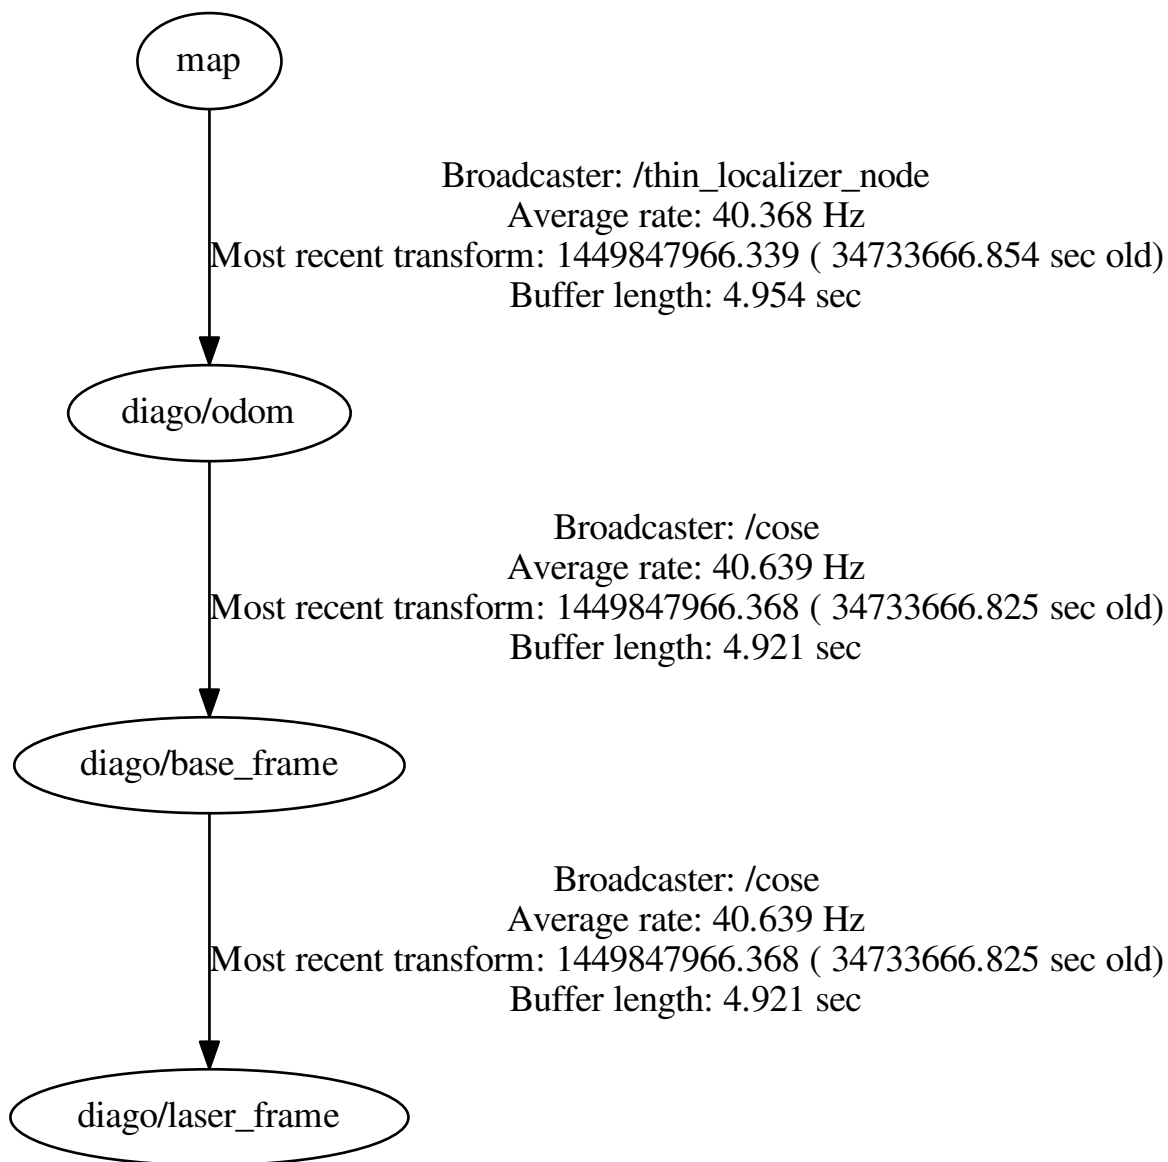 map
Broadcaster: /thin_localizer_node
Average rate: 40.368 Hz
Most recent transform: 1449847966.339 ( 34733666.854 sec old)
Buffer length: 4.954 sec
diago/odom
Broadcaster: /cose
Average rate: 40.639 Hz
Most recent transform: 1449847966.368 ( 34733666.825 sec old)
Buffer length: 4.921 sec
diago/base_frame
Broadcaster: /cose
Average rate: 40.639 Hz
Most recent transform: 1449847966.368 ( 34733666.825 sec old)
Buffer length: 4.921 sec
diago/laser_frame